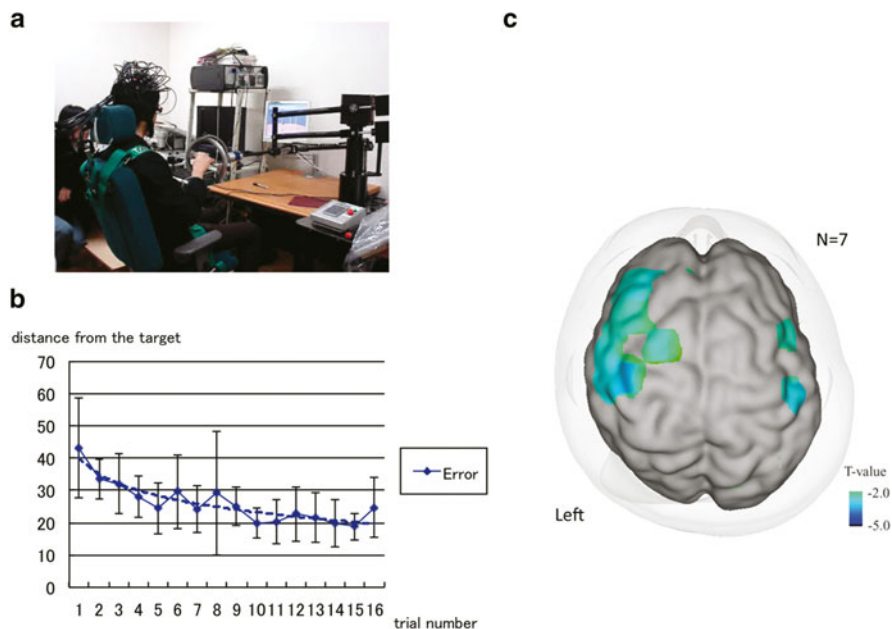 a
b
distance from the target
70
60
50
40
30
20
10
0
1 2 3 4 5 6 7 8 9 10 11 12 13 14 15 16
trial number
Error
c
N=7
Left
T-value
-2.0
-5.0